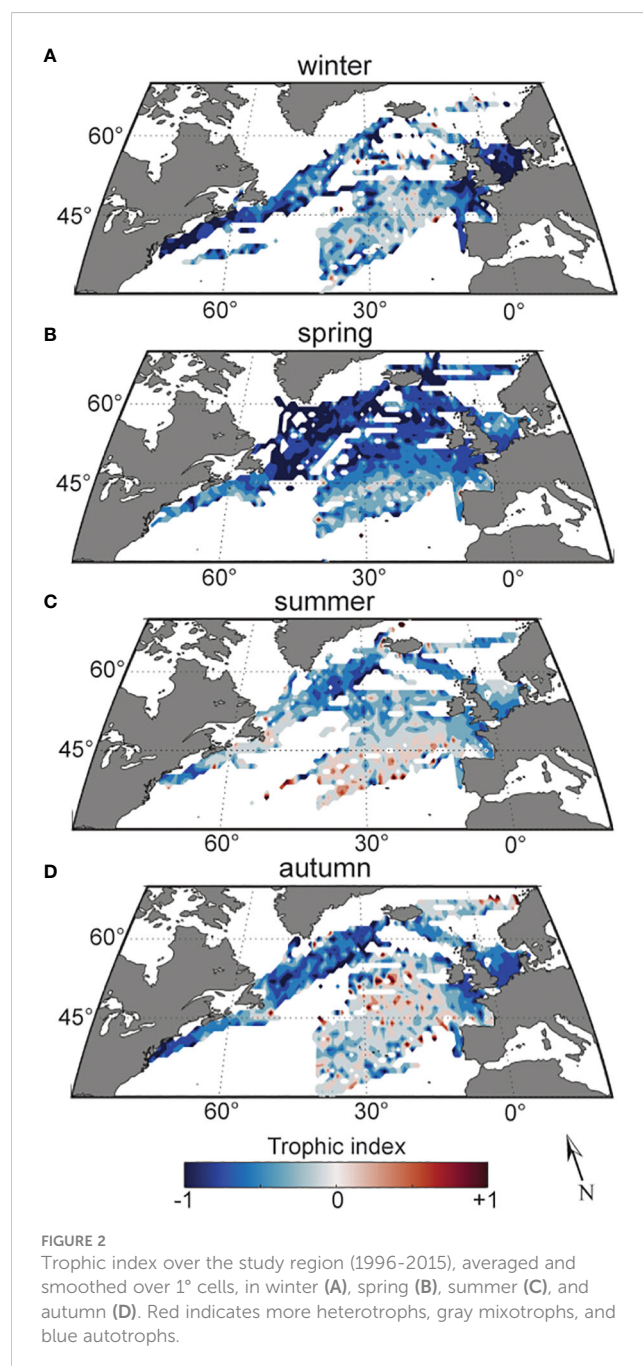 A
winter
60°
45°
60°
30°
0°
B
spring
60°
45°
60°
30°
0°
C
summer
60°
45°
60°
30°
0°
D
autumn
60°
45°
60°
30°
0°
Trophic index
-1
0
+1
N
FIGURE 2
Trophic index over the study region (1996-2015), averaged and
smoothed over 1° cells, in winter (A), spring (B), summer (C), and
autumn (D). Red indicates more heterotrophs, gray mixotrophs, and
blue autotrophs.